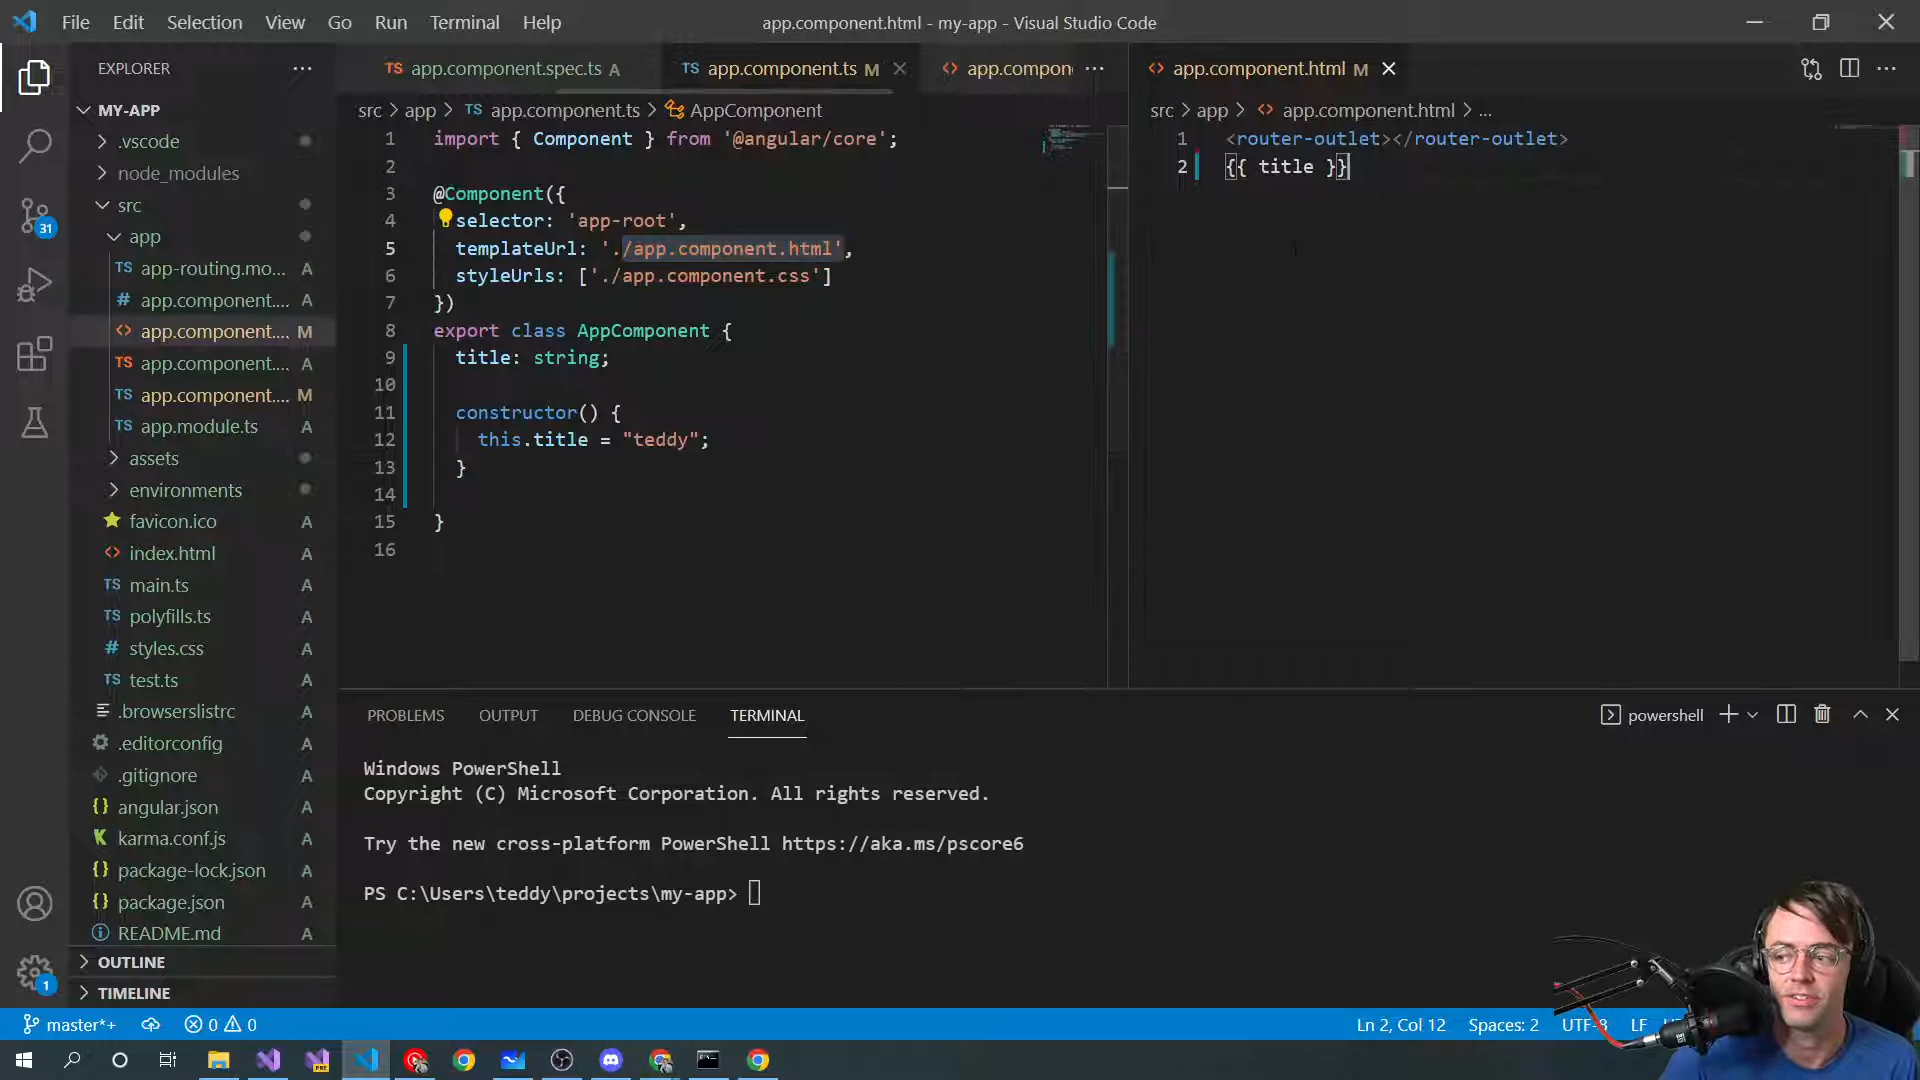 File Edit Selection View Go Run Terminal Help
app.component.html - my-app - Visual Studio Code
EXPLORER ...
MY-APP
.vscode
node_modules
src
app
TS app-routing.mo... A
# app.component.... A
<> app.component.... M
TS app.component.... A
TS app.component.... M
TS app.module.ts A
assets
environments
favicon.ico A
<> index.html A
TS main.ts A
TS polyfills.ts A
# styles.css A
TS test.ts A
.browserslistrc A
.editorconfig A
.gitignore A
{} angular.json A
karma.conf.js A
{} package-lock.json A
{} package.json A
README.md A
OUTLINE
TIMELINE
31
1
TS app.component.spec.ts A
TS app.component.ts M
<> app.compon ...
src > app > TS app.component.ts > AppComponent
1 import { Component } from '@angular/core';
2
3 @Component({
4 selector: 'app-root',
5 templateUrl: './app.component.html',
6 styleUrls: ['./app.component.css']
7 })
8 export class AppComponent {
9 title: string;
10
11 constructor() {
12 this.title = "teddy";
13 }
14
15 }
16
<> app.component.html M
...
src > app > <> app.component.html > ...
1 <router-outlet></router-outlet>
2 {{ title }}
PROBLEMS OUTPUT DEBUG CONSOLE TERMINAL
powershell
Windows PowerShell
Copyright (C) Microsoft Corporation. All rights reserved.
Try the new cross-platform PowerShell https://aka.ms/pscore6
PS C:\Users\teddy\projects\my-app>
master*+ 0 0
Ln 2, Col 12 Spaces: 2 UTF-8 LF
PRE